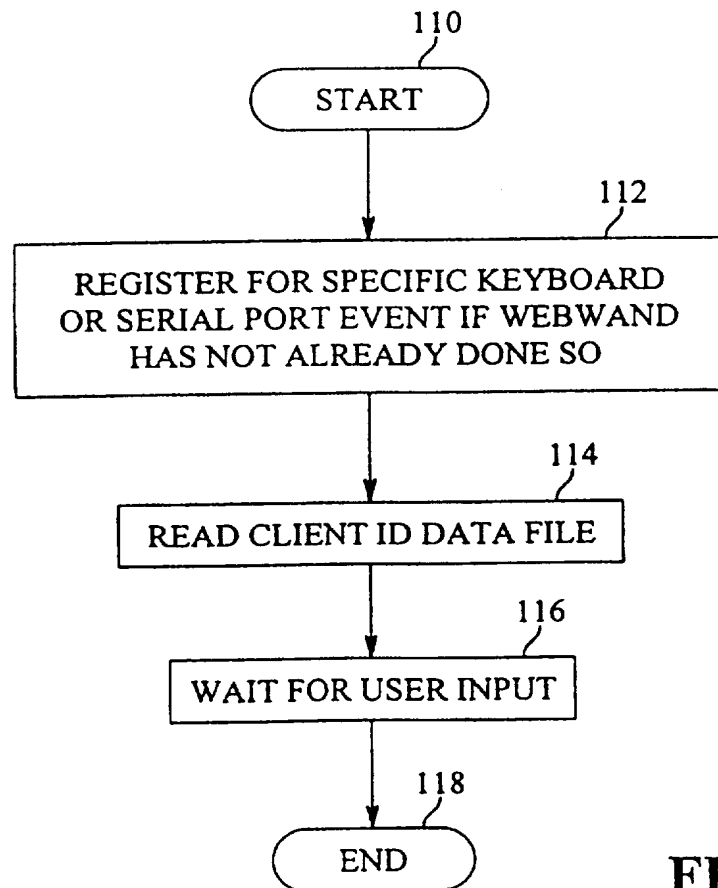 110
START
112
REGISTER FOR SPECIFIC KEYBOARD
OR SERIAL PORT EVENT IF WEBWAND
HAS NOT ALREADY DONE SO
114
READ CLIENT ID DATA FILE
116
WAIT FOR USER INPUT
118
END